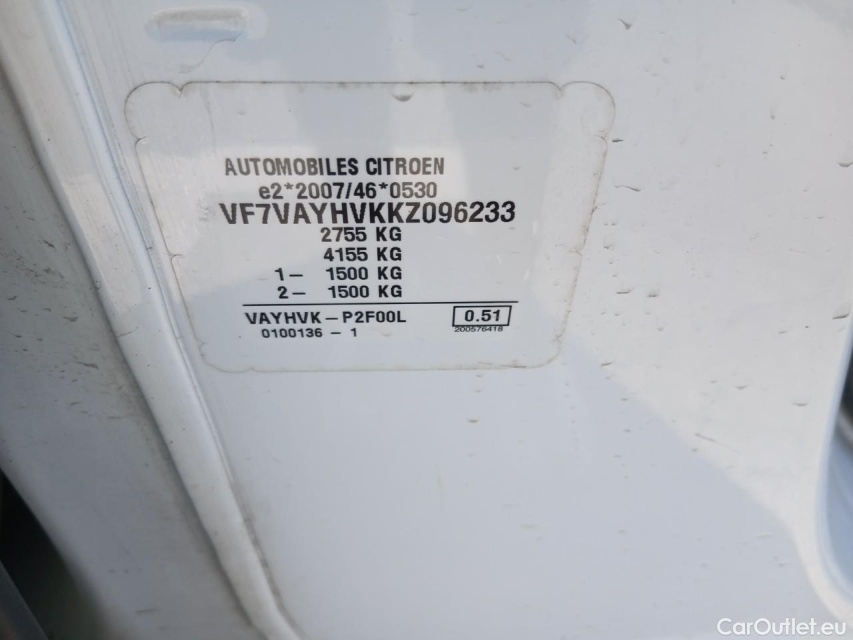 AUTOMOBILES CITROEN
e2*2007/46*0530
VF7VAYHVKKZ096233
2755 KG
4155 KG
1– 1500 KG
2– 1500 KG
VAYHVK – P2F00L 0.51
0100136 – 1 200576418
CarOutlet.eu